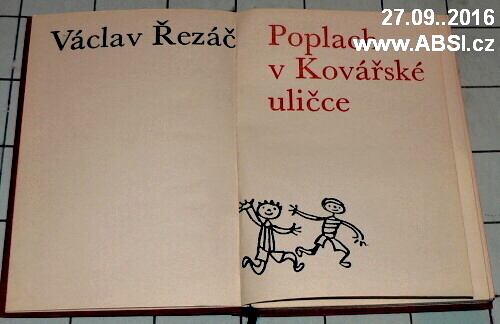 27.09..2016
www.ABSI.cz
Václav Řezáč
Poplach
v Kovářské
uličce